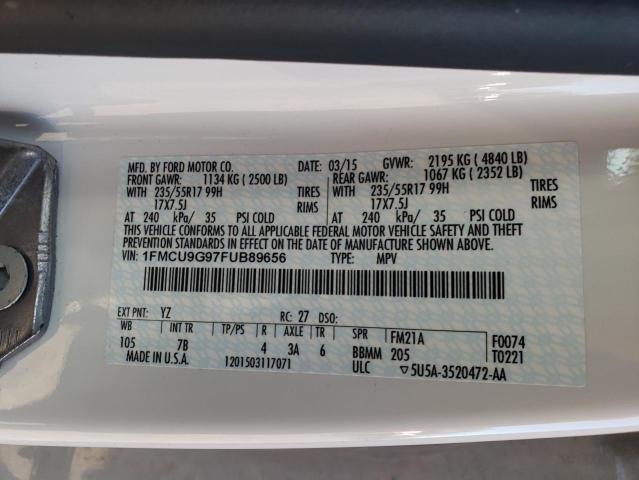 MFD. BY FORD MOTOR CO. 03/15 GVWR: 2195 KG ( 4840 LB)
FRONT GAWR: 1134 KG ( 2500 LB) REAR GAWR: 1067 KG ( 2352 LB)
WITH 235/55R17 99H TIRES WITH 235/55R17 99H TIRES
17X7.5J RIMS 17X7.5J RIMS
AT 240 kPa/ 35 PSI COLD AT 240 kPa/ 35 PSI COLD
THIS VEHICLE CONFORMS TO ALL APPLICABLE FEDERAL MOTOR VEHICLE SAFETY AND THEFT
PREVENTION STANDARDS IN EFFECT ON THE DATE OF MANUFACTURE SHOWN ABOVE.
VIN: 1FMCU9G97FUB89656 TYPE: MPV
EXT PNT: YZ RC: 27 DSO:
WB INT TR TP/PS R AXLE TR SPR FM21A F0074
105 7B 4 3A 6 BBMM 205 T0221
MADE IN U.S.A. 1201503117071 ULC ▽5U5A-3520472-AA